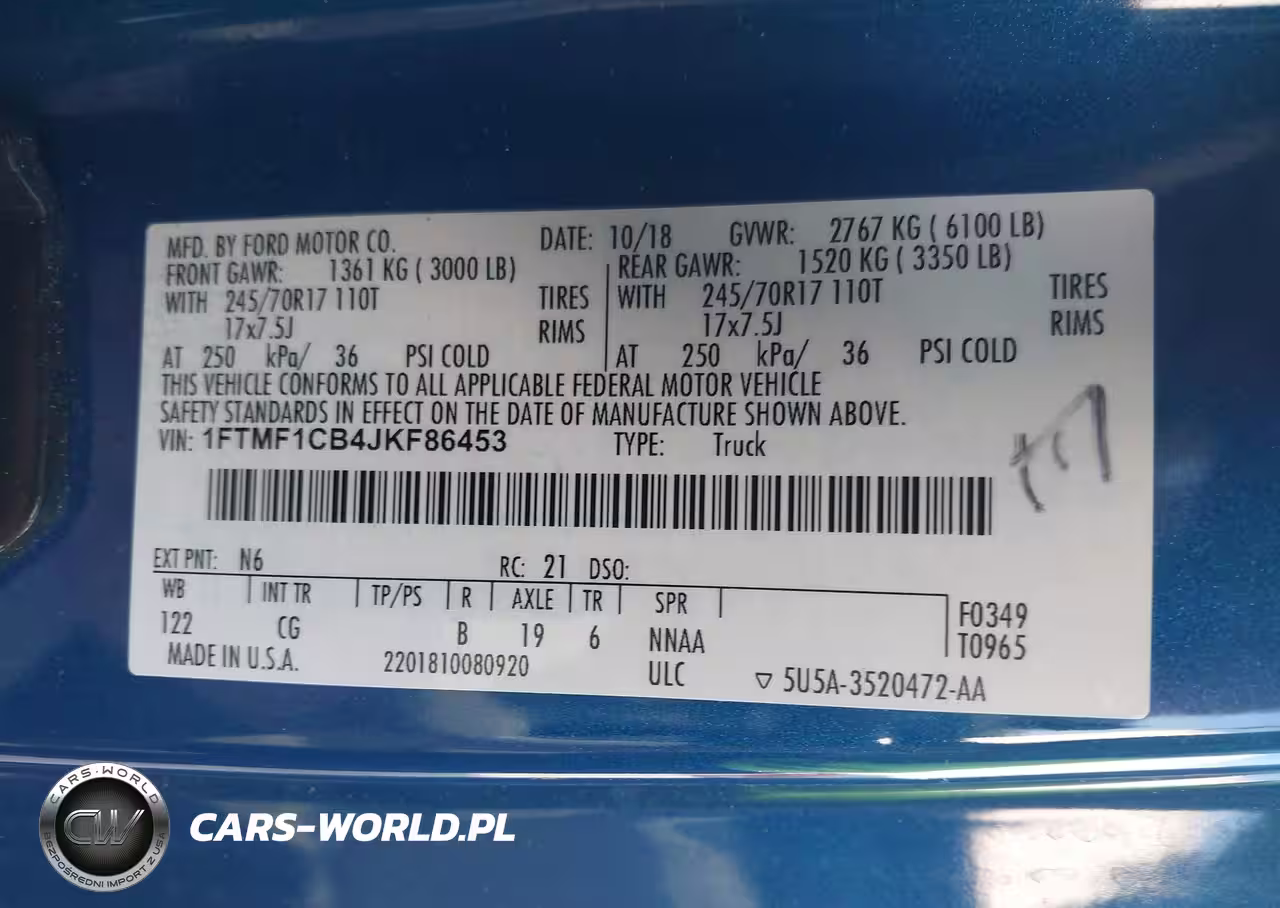 MFD. BY FORD MOTOR CO. DATE: 10/18 GVWR: 2767 KG ( 6100 LB)
FRONT GAWR: 1361 KG ( 3000 LB) REAR GAWR: 1520 KG ( 3350 LB)
WITH 245/70R17 110T TIRES WITH 245/70R17 110T TIRES
17x7.5J RIMS 17x7.5J RIMS
AT 250 kPa/ 36 PSI COLD AT 250 kPa/ 36 PSI COLD
THIS VEHICLE CONFORMS TO ALL APPLICABLE FEDERAL MOTOR VEHICLE
SAFETY STANDARDS IN EFFECT ON THE DATE OF MANUFACTURE SHOWN ABOVE.
VIN: 1FTMF1CB4JKF86453 TYPE: Truck
EXT PNT: N6 RC: 21 DSO:
WB INT TR TP/PS R AXLE TR SPR F0349
122 CG B 19 6 NNAA T0965
MADE IN U.S.A. 2201810080920 ULC ▽ 5U5A-3520472-AA
CARS-WORLD
CW
BEZPOŚREDNI IMPORT Z USA
CARS-WORLD.PL